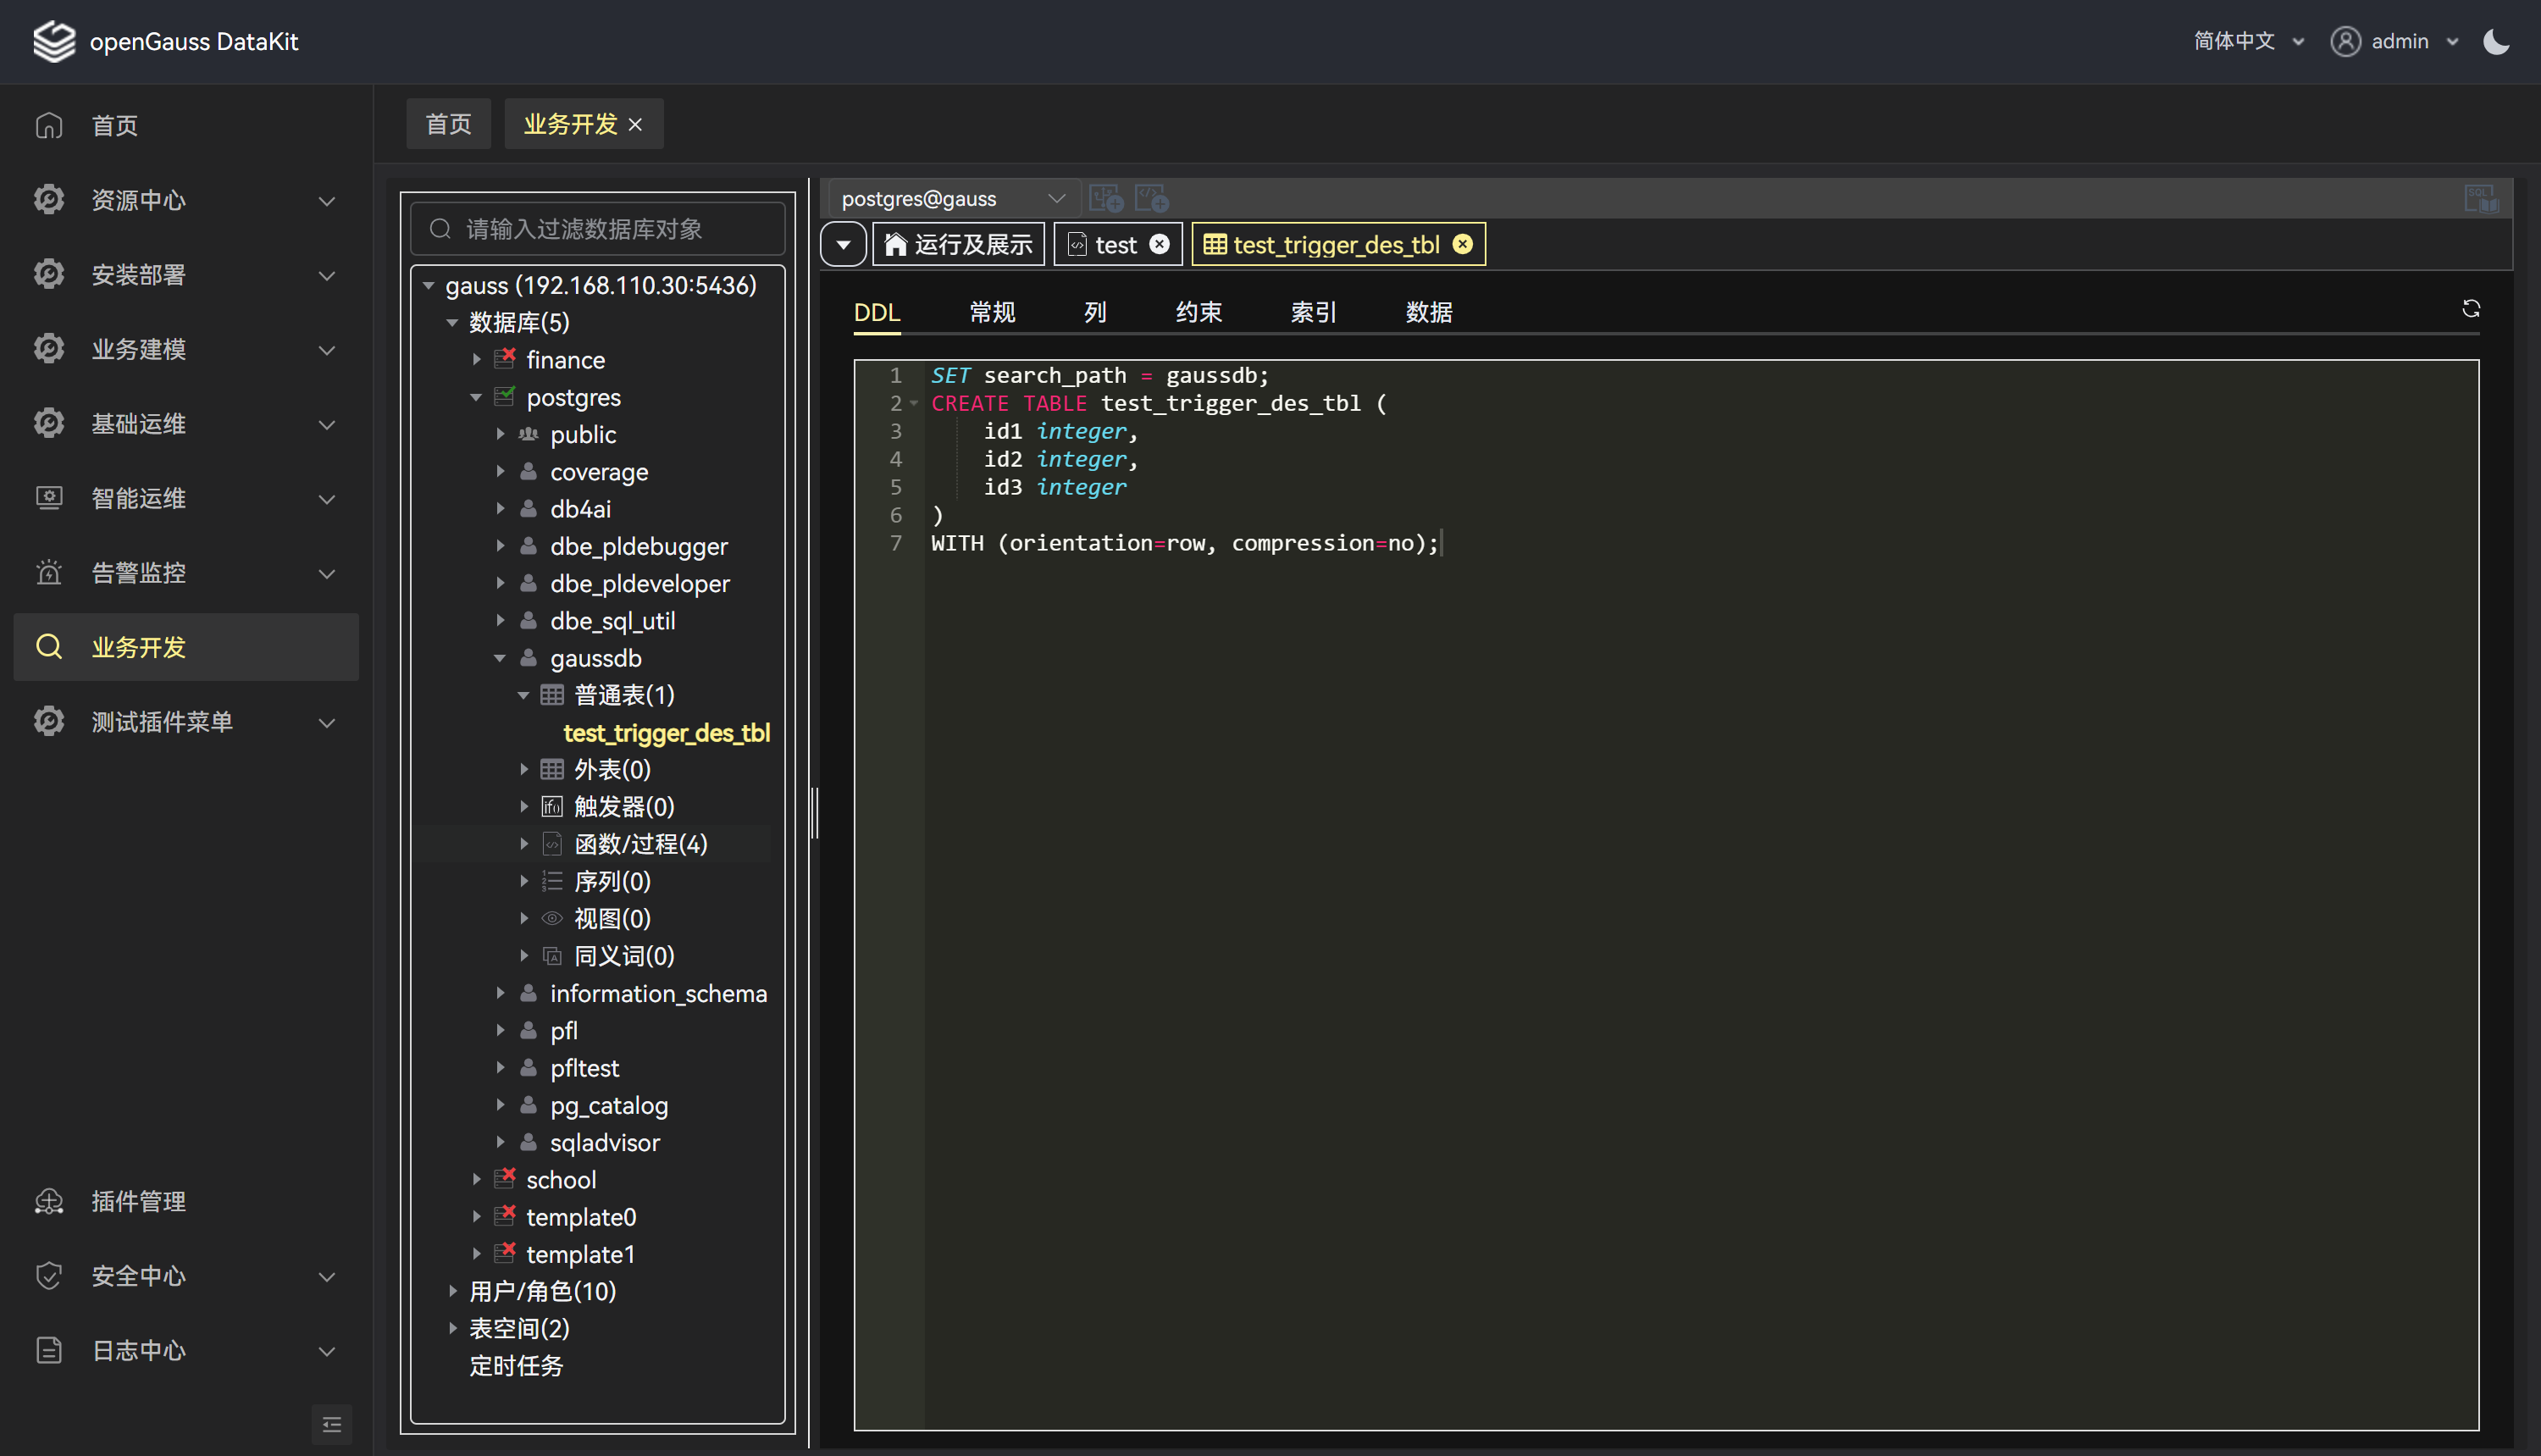 openGauss DataKit
简体中文
admin
首页
资源中心
安装部署
业务建模
基础运维
智能运维
告警监控
业务开发
测试插件菜单
插件管理
安全中心
日志中心
首页
业务开发
请输入过滤数据库对象
gauss (192.168.110.30:5436)
数据库(5)
finance
postgres
public
coverage
db4ai
dbe_pldebugger
dbe_pldeveloper
dbe_sql_util
gaussdb
普通表(1)
test_trigger_des_tbl
外表(0)
触发器(0)
函数/过程(4)
序列(0)
视图(0)
同义词(0)
information_schema
pfl
pfltest
pg_catalog
sqladvisor
school
template0
template1
用户/角色(10)
表空间(2)
定时任务
postgres@gauss
SQL
运行及展示
test
test_trigger_des_tbl
DDL 常规 列 约束 索引 数据
1 SET search_path = gaussdb;
2 CREATE TABLE test_trigger_des_tbl (
3 id1 integer,
4 id2 integer,
5 id3 integer
6 )
7 WITH (orientation=row, compression=no);